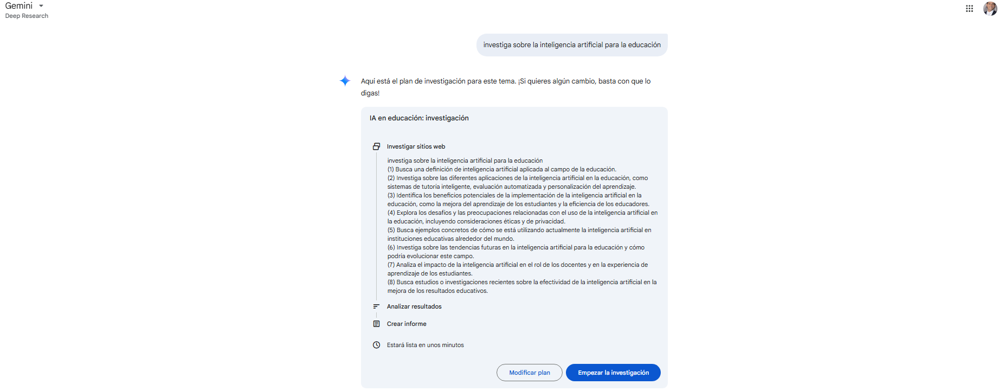 Gemini
Deep Research
investiga sobre la inteligencia artificial para la educación
Aquí está el plan de investigación para este tema. ¡Si quieres algún cambio, basta con que lo
digas!
IA en educación: investigación
Investigar sitios web
investiga sobre la inteligencia artificial para la educación
(1) Busca una definición de inteligencia artificial aplicada al campo de la educación.
(2) Investiga sobre las diferentes aplicaciones de la inteligencia artificial en la educación, como
sistemas de tutoría inteligente, evaluación automatizada y personalización del aprendizaje.
(3) Identifica los beneficios potenciales de la implementación de la inteligencia artificial en la
educación, como la mejora del aprendizaje de los estudiantes y la eficiencia de los educadores.
(4) Explora los desafíos y las preocupaciones relacionadas con el uso de la inteligencia artificial en
la educación, incluyendo consideraciones éticas y de privacidad.
(5) Busca ejemplos concretos de cómo se está utilizando actualmente la inteligencia artificial en
instituciones educativas alrededor del mundo.
(6) Investiga sobre las tendencias futuras en la inteligencia artificial para la educación y cómo
podría evolucionar este campo.
(7) Analiza el impacto de la inteligencia artificial en el rol de los docentes y en la experiencia de
aprendizaje de los estudiantes.
(8) Busca estudios o investigaciones recientes sobre la efectividad de la inteligencia artificial en la
mejora de los resultados educativos.
Analizar resultados
Crear informe
Estará lista en unos minutos
Modificar plan
Empezar la investigación